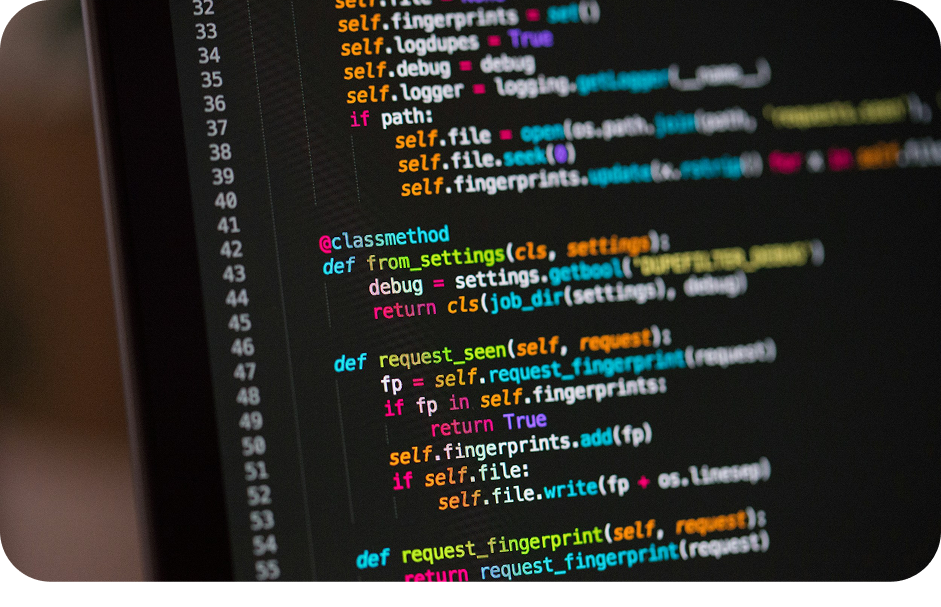 32 self.file = None
33 self.fingerprints = set()
34 self.logdupes = True
35 self.debug = debug
36 self.logger = logging.getLogger(__name__)
37 if path:
38 self.file = open(os.path.join(path, 'requests.seen'),
39 self.file.seek(0)
40 self.fingerprints.update(x.rstrip() for x in self.file
41
42 @classmethod
43 def from_settings(cls, settings):
44 debug = settings.getbool('DUPEFILTER_DEBUG')
45 return cls(job_dir(settings), debug)
46
47 def request_seen(self, request):
48 fp = self.request_fingerprint(request)
49 if fp in self.fingerprints:
50 return True
51 self.fingerprints.add(fp)
52 if self.file:
53 self.file.write(fp + os.linesep)
54
55 def request_fingerprint(self, request):
return request_fingerprint(request)